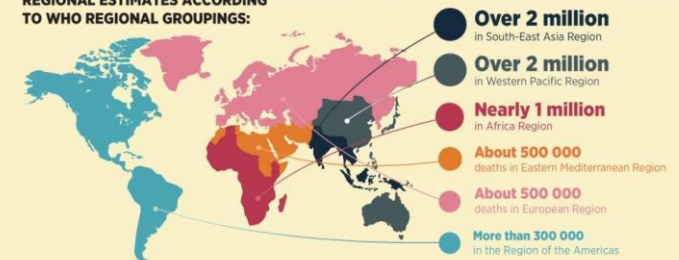 REGIONAL ESTIMATES ACCORDING
TO WHO REGIONAL GROUPINGS:
Over 2 million
in South-East Asia Region
Over 2 million
in Western Pacific Region
Nearly 1 million
in Africa Region
About 500 000
deaths in Eastern Mediterranean Region
About 500 000
deaths in European Region
More than 300 000
in the Region of the Americas